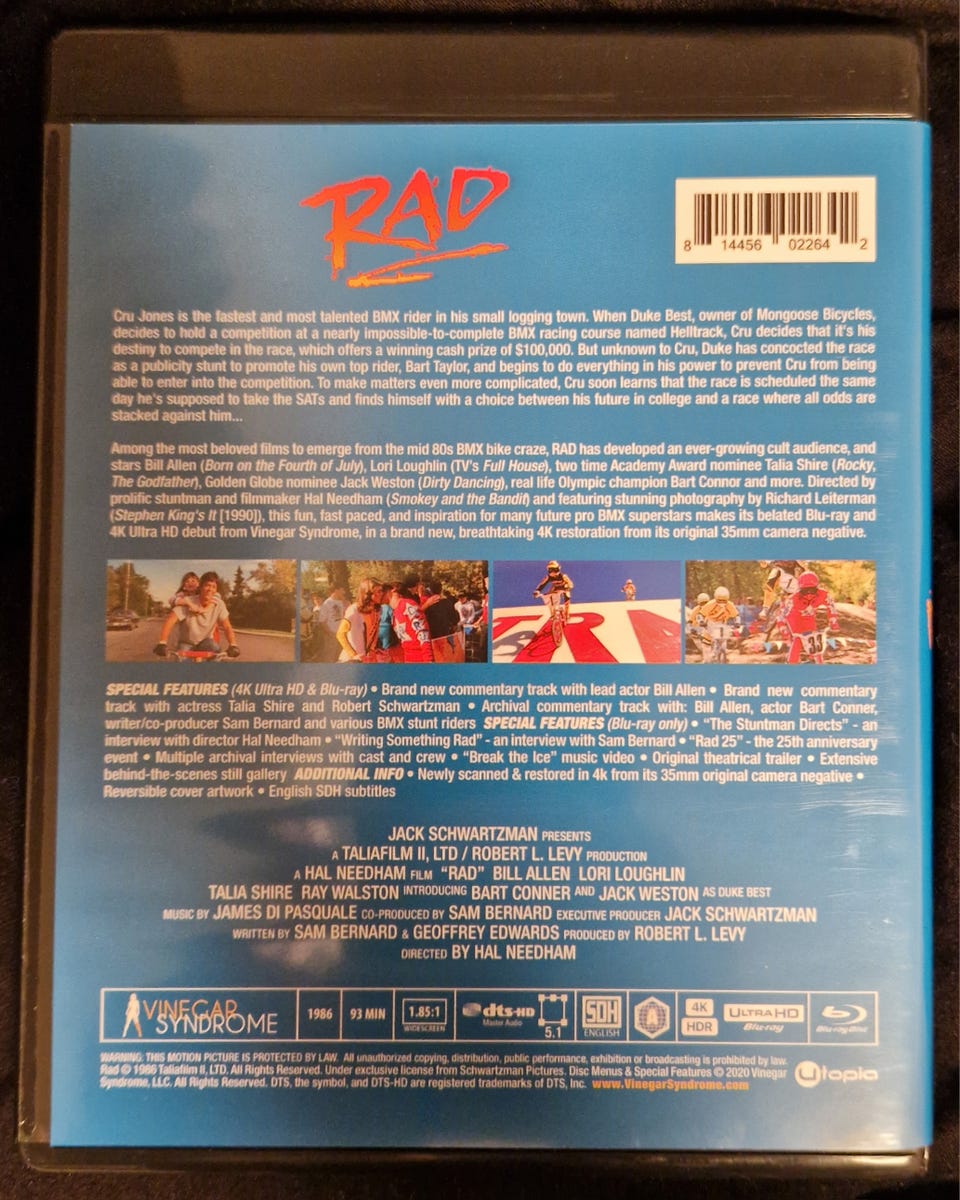 RAD
8 14456 02264 2
Cru Jones is the fastest and most talented BMX rider in his small logging town. When Duke Best, owner of Mongoose Bicycles,
decides to hold a competition at a nearly impossible-to-complete BMX racing course named Helltrack, Cru decides that it's his
destiny to compete in the race, which offers a winning cash prize of $100,000. But unknown to Cru, Duke has concocted the race
as a publicity stunt to promote his own top rider, Bart Taylor, and begins to do everything in his power to prevent Cru from being
able to enter into the competition. To make matters even more complicated, Cru soon learns that the race is scheduled the same
day he's supposed to take the SATs and finds himself with a choice between his future in college and a race where all odds are
stacked against him...
Among the most beloved films to emerge from the mid 80s BMX bike craze, RAD has developed an ever-growing cult audience, and
stars Bill Allen (Born on the Fourth of July), Lori Loughlin (TV's Full House), two time Academy Award nominee Talia Shire (Rocky,
The Godfather), Golden Globe nominee Jack Weston (Dirty Dancing), real life Olympic champion Bart Connor and more. Directed by
prolific stuntman and filmmaker Hal Needham (Smokey and the Bandit) and featuring stunning photography by Richard Leiterman
(Stephen King's It [1990]), this fun, fast paced, and inspiration for many future pro BMX superstars makes its belated Blu-ray and
4K Ultra HD debut from Vinegar Syndrome, in a brand new, breathtaking 4K restoration from its original 35mm camera negative.
TRA
33
SPECIAL FEATURES (4K Ultra HD & Blu-ray) • Brand new commentary track with lead actor Bill Allen • Brand new commentary
track with actress Talia Shire and Robert Schwartzman • Archival commentary track with: Bill Allen, actor Bart Conner,
writer/co-producer Sam Bernard and various BMX stunt riders SPECIAL FEATURES (Blu-ray only) • “The Stuntman Directs” - an
interview with director Hal Needham • “Writing Something Rad” - an interview with Sam Bernard • “Rad 25” - the 25th anniversary
event • Multiple archival interviews with cast and crew • “Break the Ice” music video • Original theatrical trailer • Extensive
behind-the-scenes still gallery ADDITIONAL INFO • Newly scanned & restored in 4k from its 35mm original camera negative •
Reversible cover artwork • English SDH subtitles
JACK SCHWARTZMAN PRESENTS
A TALIAFILM II, LTD / ROBERT L. LEVY PRODUCTION
A HAL NEEDHAM FILM “RAD” BILL ALLEN LORI LOUGHLIN
TALIA SHIRE RAY WALSTON INTRODUCING BART CONNER AND JACK WESTON AS DUKE BEST
MUSIC BY JAMES DI PASQUALE CO-PRODUCED BY SAM BERNARD EXECUTIVE PRODUCER JACK SCHWARTZMAN
WRITTEN BY SAM BERNARD & GEOFFREY EDWARDS PRODUCED BY ROBERT L. LEVY
DIRECTED BY HAL NEEDHAM
VINEGAR SYNDROME 1986 93 MIN 1.85:1 WIDESCREEN dts-HD Master Audio 5.1 SDH ENGLISH A 4K HDR ULTRA HD Blu-ray Blu-ray Disc
WARNING: THIS MOTION PICTURE IS PROTECTED BY LAW. All unauthorized copying, distribution, public performance, exhibition or broadcasting is prohibited by law.
Rad © 1986 Taliafilm II, LTD. All Rights Reserved. Under exclusive license from Schwartzman Pictures. Disc Menus & Special Features © 2020 Vinegar
Syndrome, LLC. All Rights Reserved. DTS, the symbol, and DTS-HD are registered trademarks of DTS, Inc. www.VinegarSyndrome.com
utopia